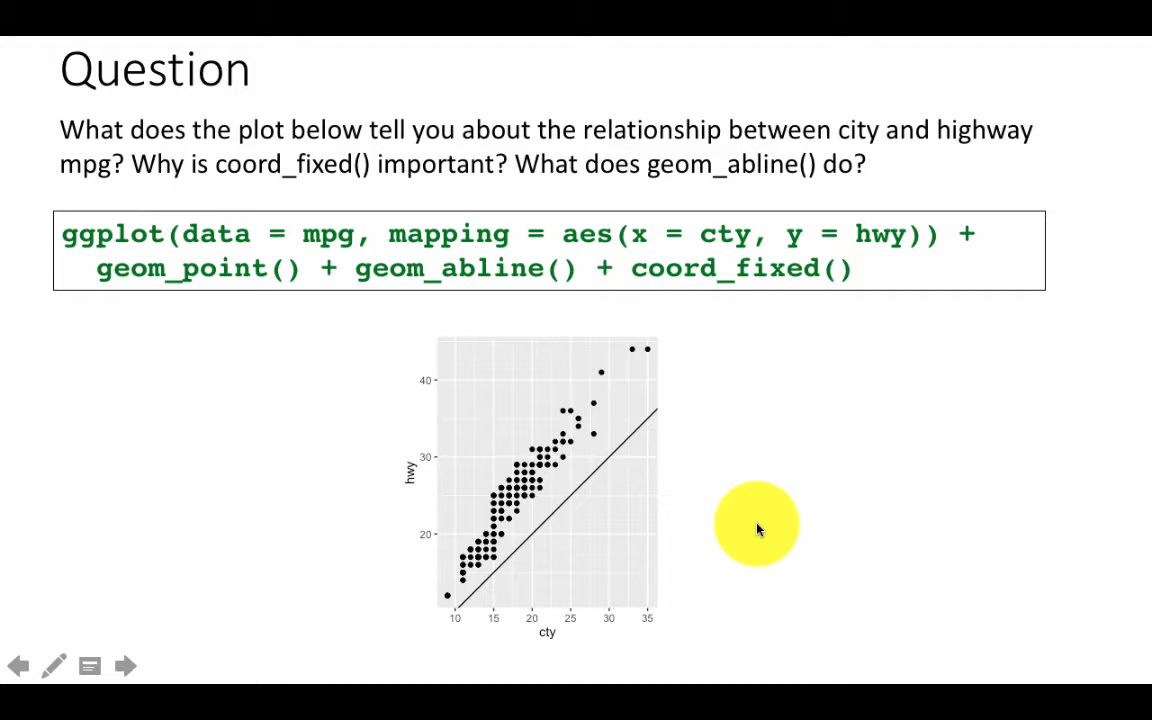 Question
What does the plot below tell you about the relationship between city and highway
mpg? Why is coord_fixed() important? What does geom_abline() do?
ggplot(data = mpg, mapping = aes(x = cty, y = hwy)) +
geom_point() + geom_abline() + coord_fixed()
40
30
20
hwy
10 15 20 25 30 35
cty